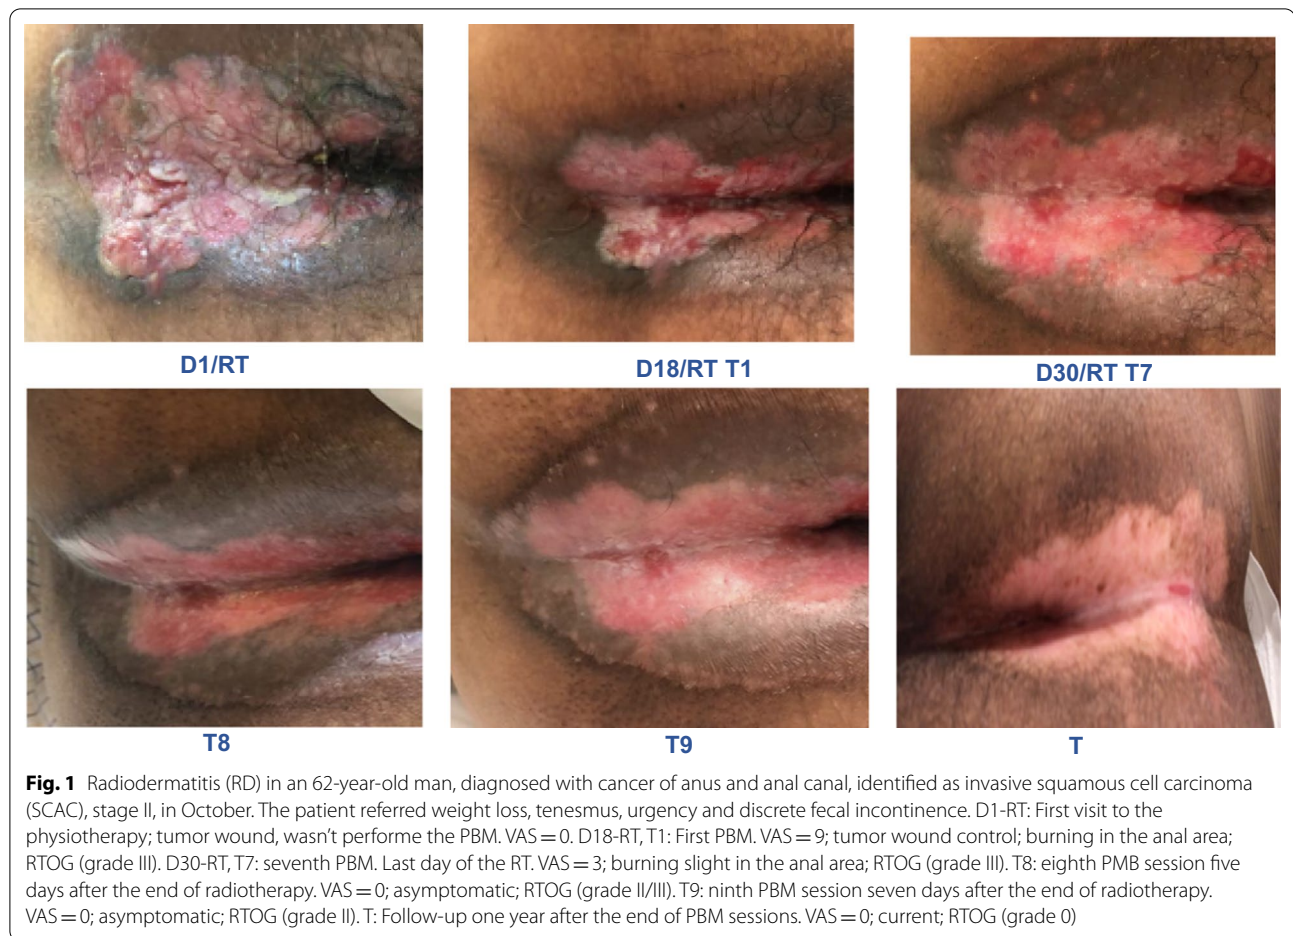 D1/RT
D18/RT T1
D30/RT T7
T8
T9
T
Fig. 1 Radiodermatitis (RD) in an 62-year-old man, diagnosed with cancer of anus and anal canal, identified as invasive squamous cell carcinoma
(SCAC), stage II, in October. The patient referred weight loss, tenesmus, urgency and discrete fecal incontinence. D1-RT: First visit to the
physiotherapy; tumor wound, wasn't performe the PBM. VAS = 0. D18-RT, T1: First PBM. VAS = 9; tumor wound control; burning in the anal area;
RTOG (grade III). D30-RT, T7: seventh PBM. Last day of the RT. VAS = 3; burning slight in the anal area; RTOG (grade III). T8: eighth PMB session five
days after the end of radiotherapy. VAS = 0; asymptomatic; RTOG (grade II/III). T9: ninth PBM session seven days after the end of radiotherapy.
VAS = 0; asymptomatic; RTOG (grade II). T: Follow-up one year after the end of PBM sessions. VAS = 0; current; RTOG (grade 0)